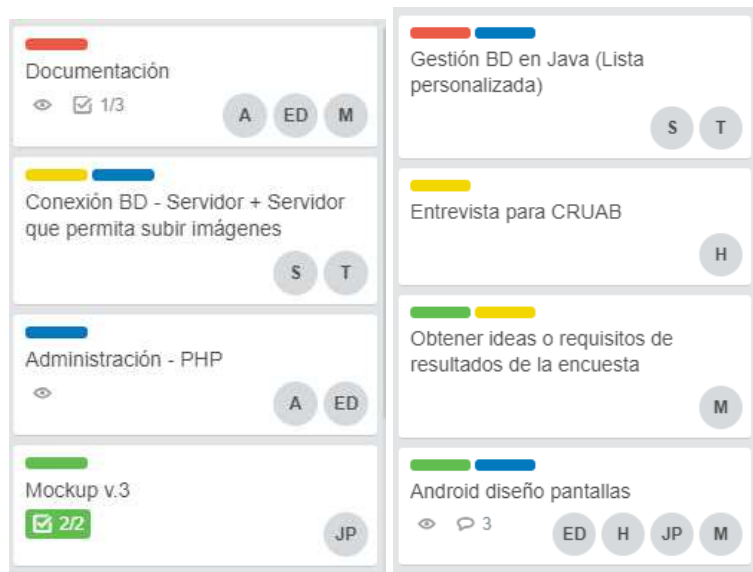 Documentación
1/3
A ED M
Conexión BD - Servidor + Servidor
que permita subir imágenes
S T
Administración - PHP
A ED
Mockup v.3
2/2
JP
Gestión BD en Java (Lista
personalizada)
S T
Entrevista para CRUAB
H
Obtener ideas o requisitos de
resultados de la encuesta
M
Android diseño pantallas
3
ED H JP M